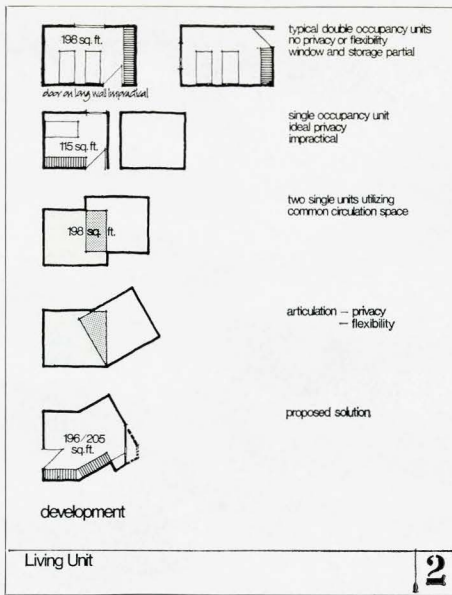 198 sq. ft.
door on long wall impractical
typical double occupancy units
no privacy or flexibility
window and storage partial
115 sq. ft.
single occupancy unit
ideal privacy
impractical
198 sq. ft.
two single units utilizing
common circulation space
articulation – privacy
– flexibility
196/205
sq.ft.
proposed solution
development
Living Unit
2